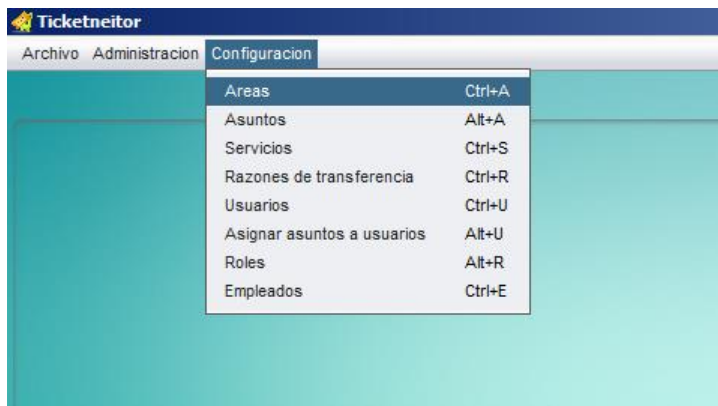 Ticketneitor
Archivo Administracion Configuracion
Areas Ctrl+A
Asuntos Alt+A
Servicios Ctrl+S
Razones de transferencia Ctrl+R
Usuarios Ctrl+U
Asignar asuntos a usuarios Alt+U
Roles Alt+R
Empleados Ctrl+E